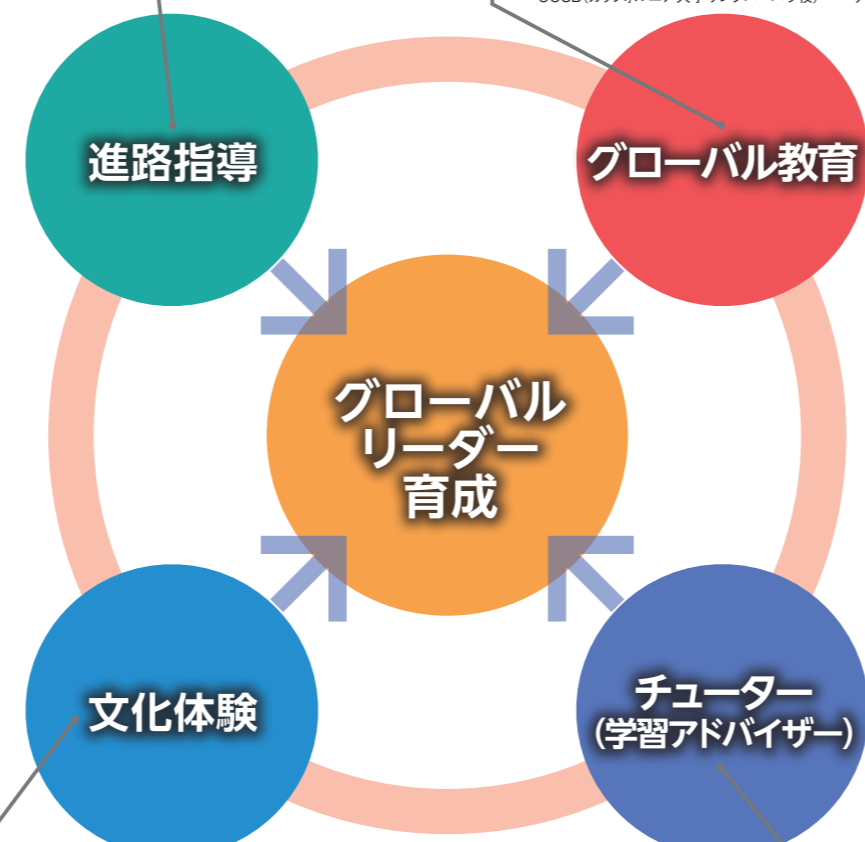 進路指導
グローバル教育
グローバル
リーダー
育成
文化体験
チューター
(学習アドバイザー)